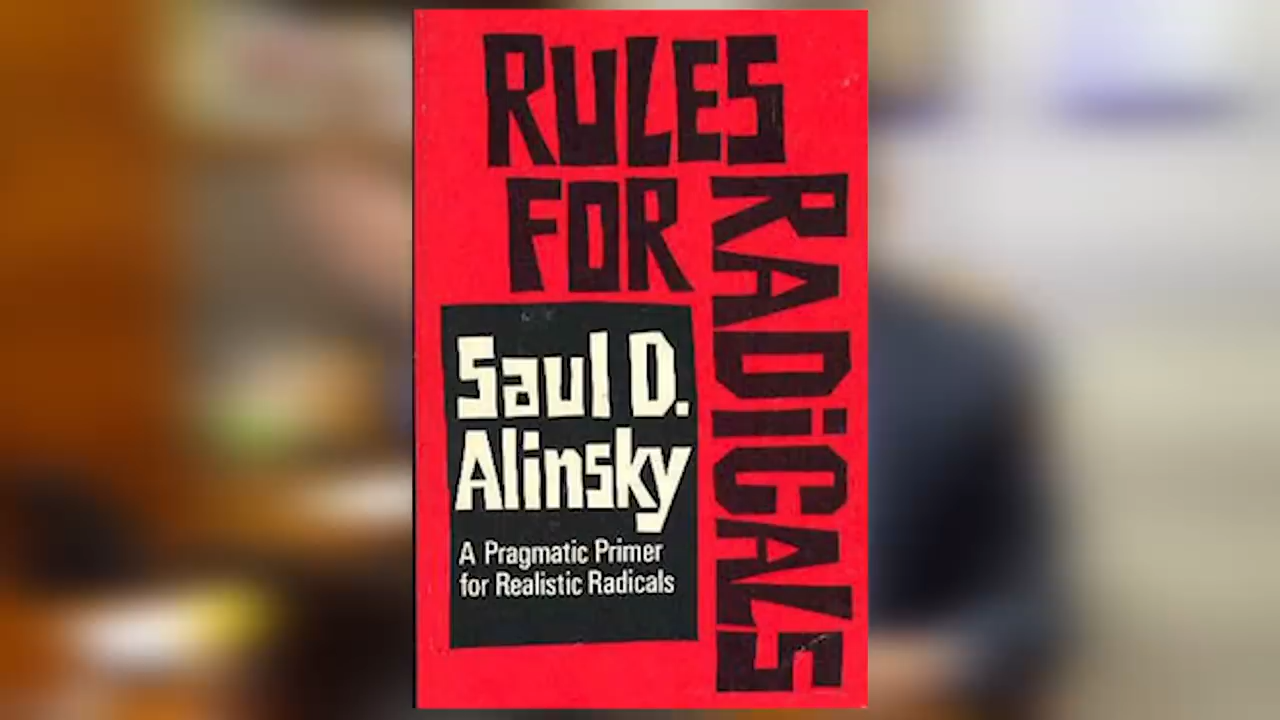 RULES
FOR
RADiCALS
Saul D.
Alinsky
A Pragmatic Primer
for Realistic Radicals